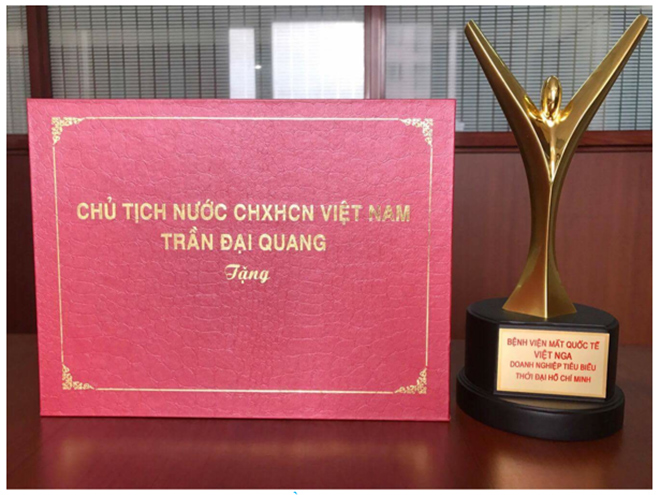 CHỦ TỊCH NƯỚC CHXHCN VIỆT NAM
TRẦN ĐẠI QUANG
Tặng
BỆNH VIỆN MẮT QUỐC TẾ
VIỆT NGA
DOANH NGHIỆP TIÊU BIỂU
THỜI ĐẠI HỒ CHÍ MINH